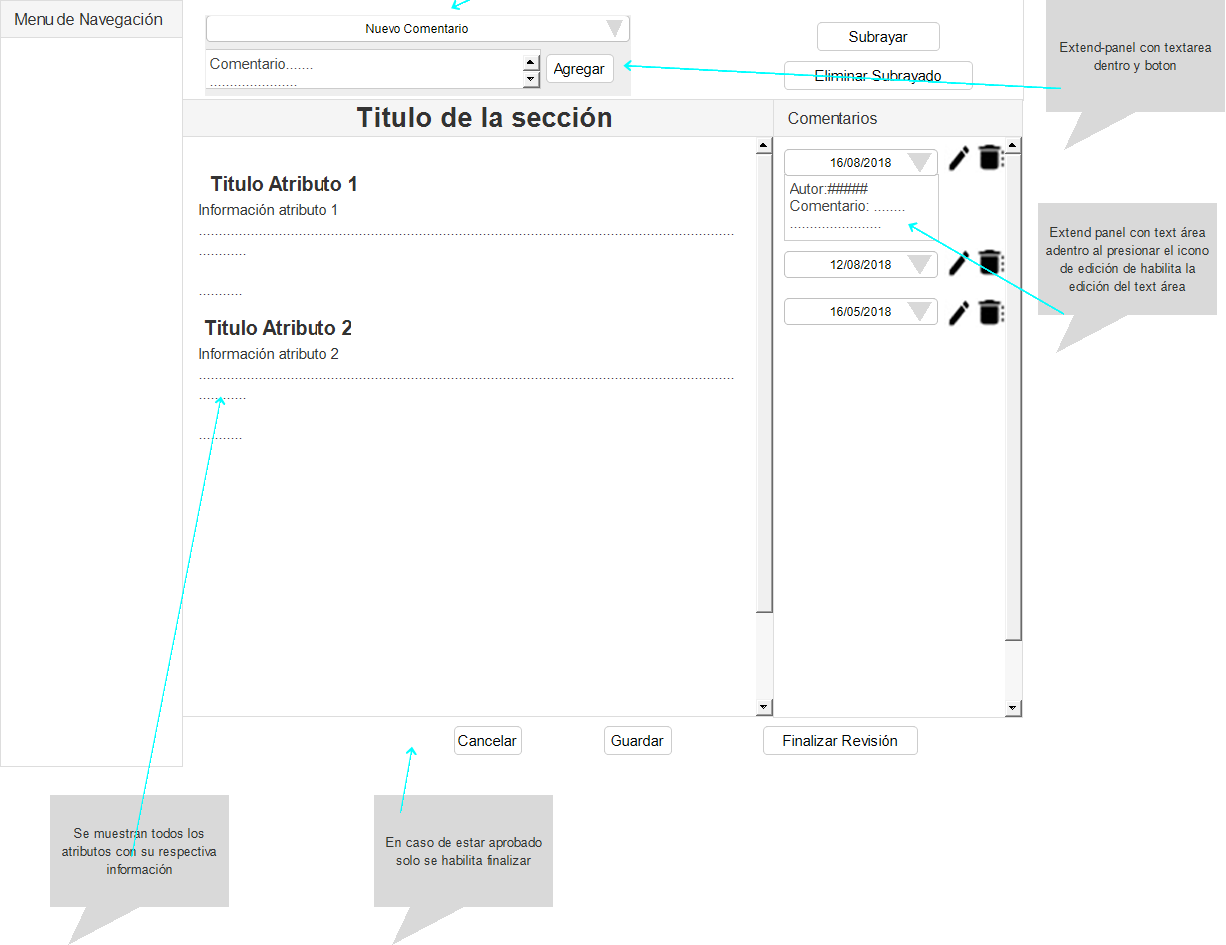 Menu de Navegación
Nuevo Comentario
Comentario.......
......................
Agregar
Subrayar
Eliminar Subrayado
Extend-panel con textarea
dentro y boton
Titulo de la sección
Comentarios
Titulo Atributo 1
Información atributo 1
16/08/2018
Autor:#####
Comentario: ........
.......................
12/08/2018
16/05/2018
Extend panel con text área
adentro al presionar el icono
de edición de habilita la
edición del text área
Titulo Atributo 2
Información atributo 2
Cancelar
Guardar
Finalizar Revisión
Se muestran todos los
atributos con su respectiva
información
En caso de estar aprobado
solo se habilita finalizar